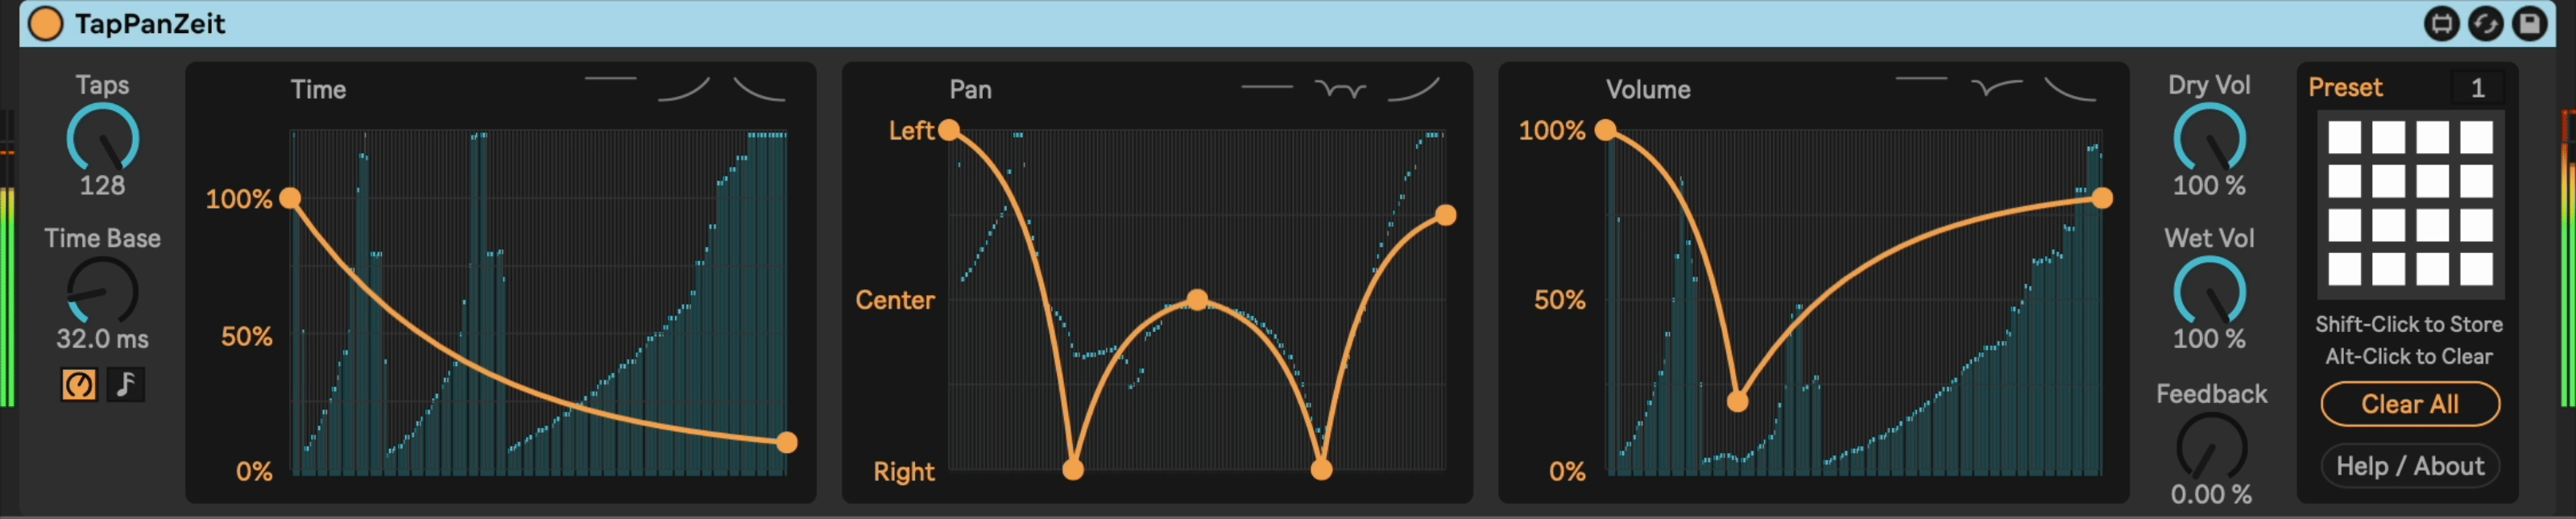 TapPanZeit
Taps
128
Time Base
32.0 ms
Time
100%
50%
0%
Pan
Left
Center
Right
Volume
100%
50%
0%
Dry Vol
100 %
Wet Vol
100 %
Feedback
0.00 %
Preset 1
Shift-Click to Store
Alt-Click to Clear
Clear All
Help / About